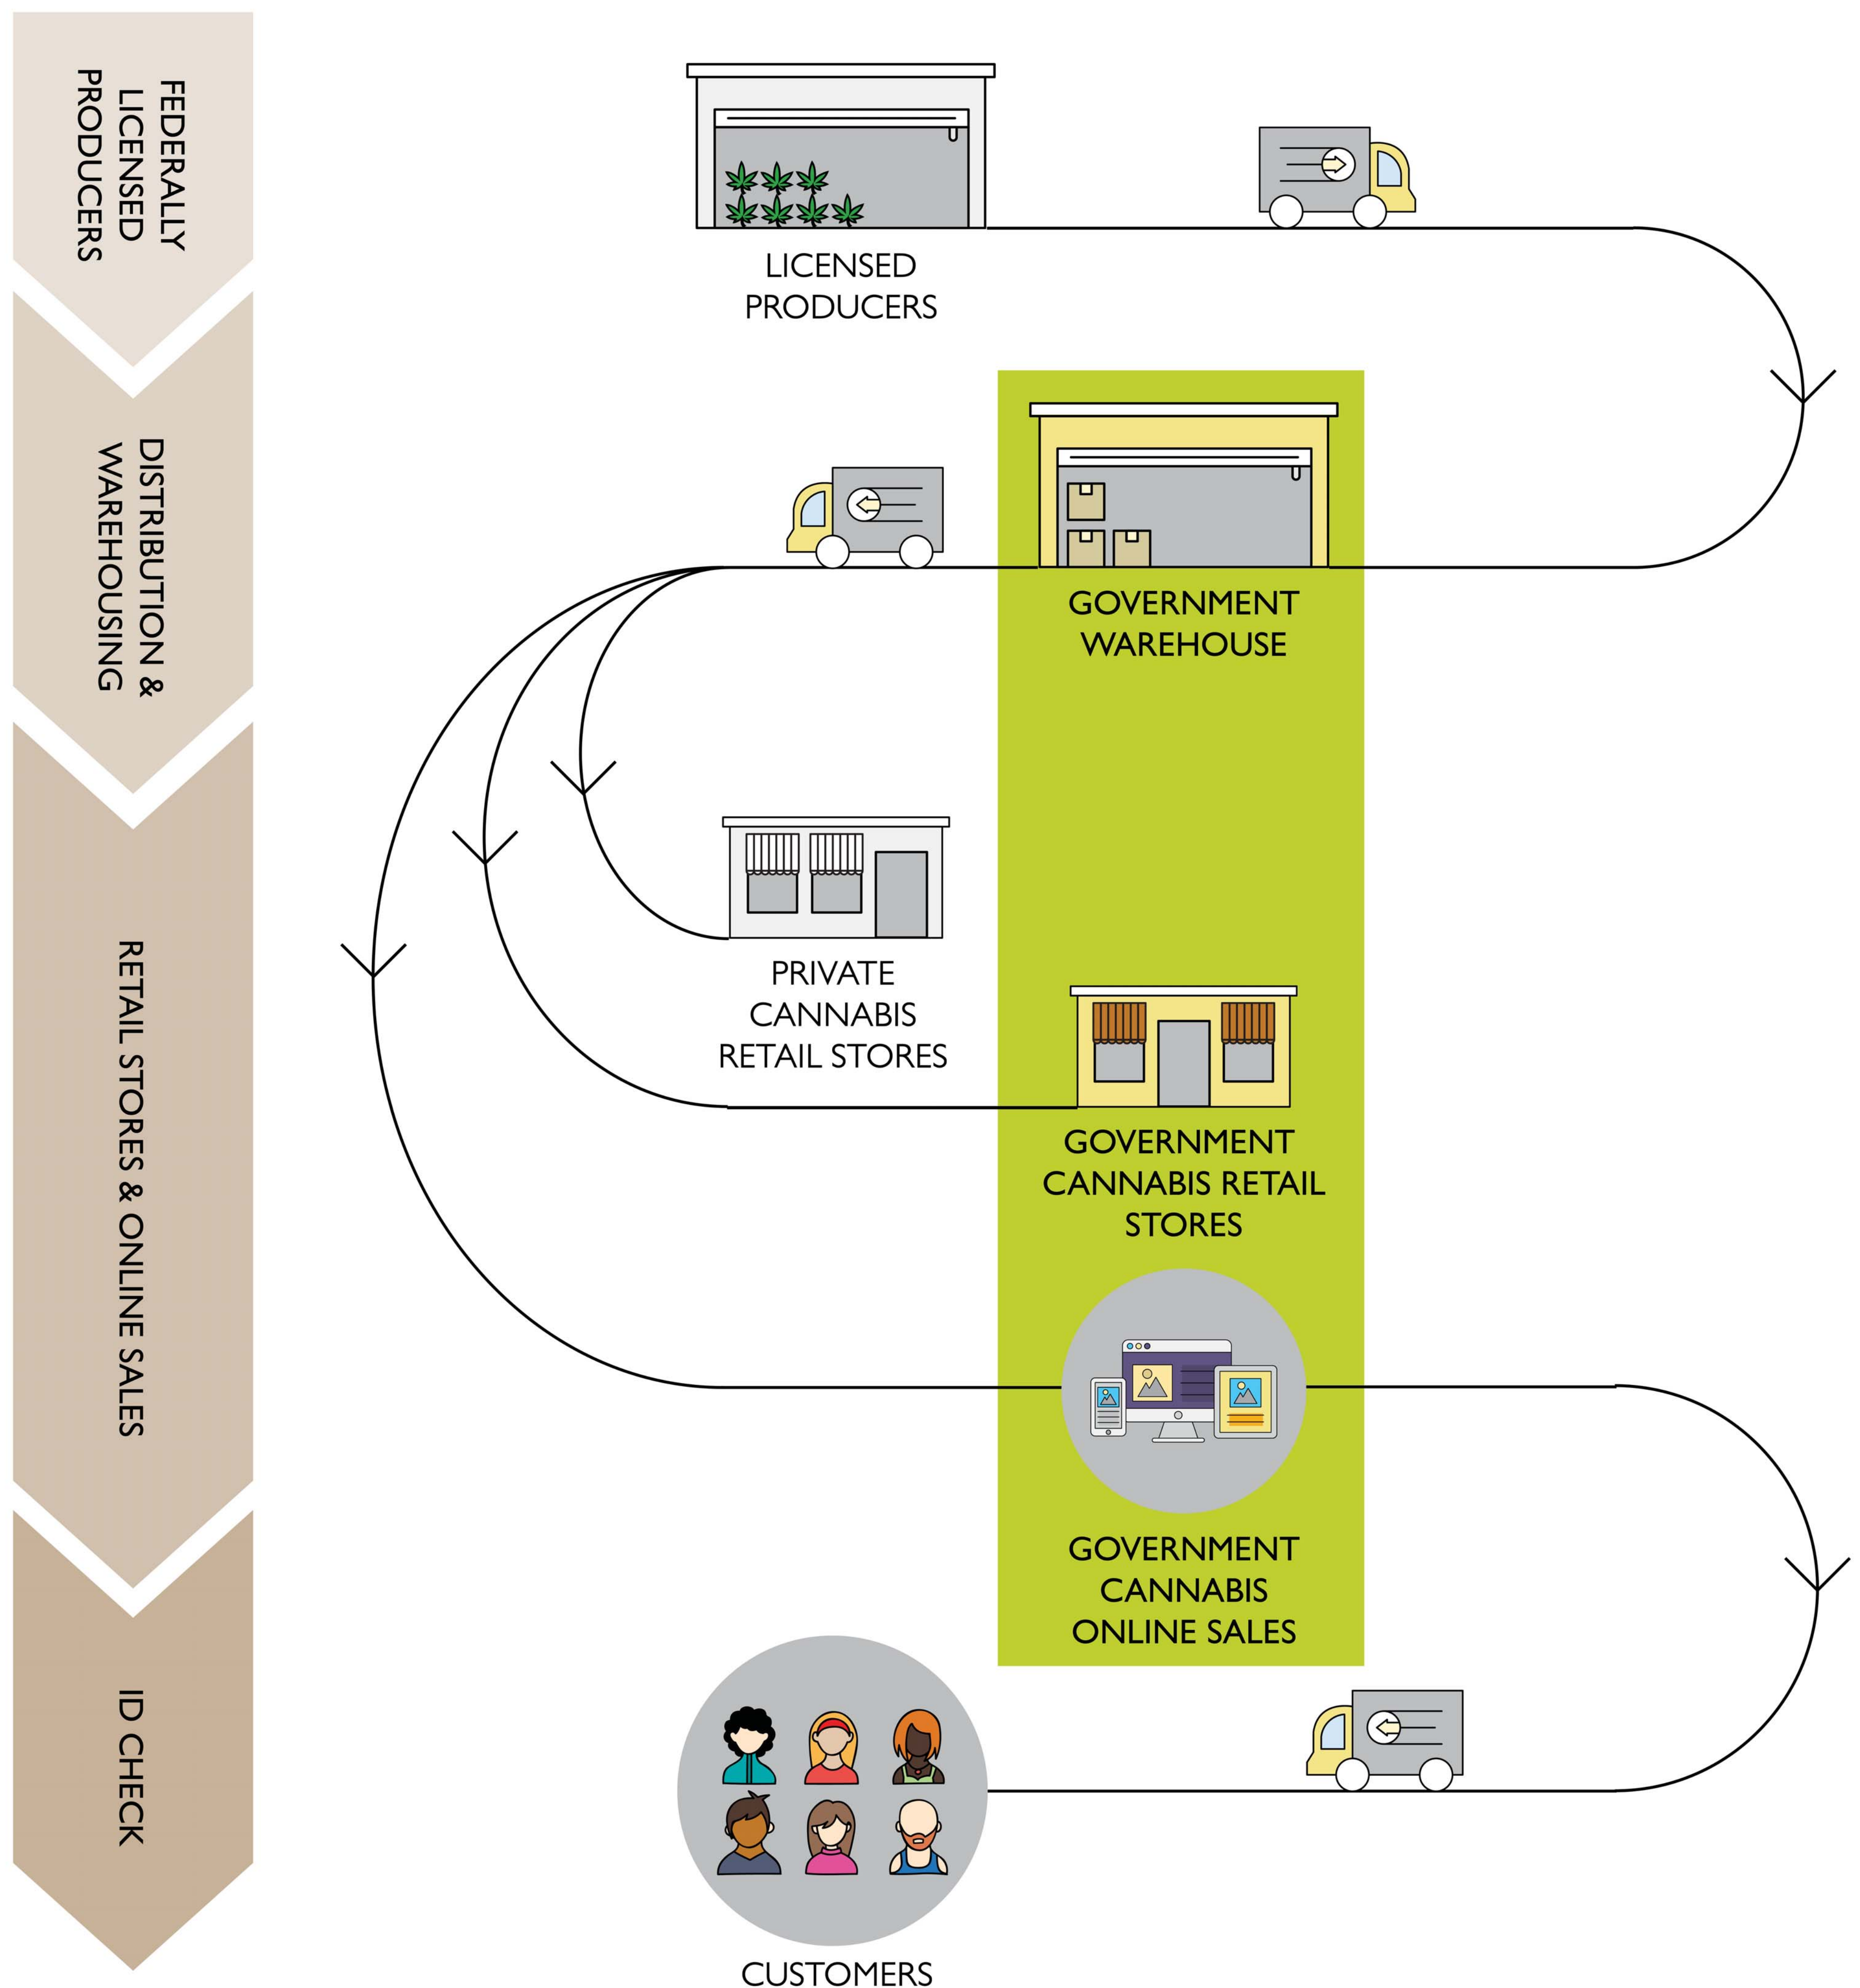 FEDERALLY
LICENSED
PRODUCERS
LICENSED
PRODUCERS
DISTRIBUTION &
WAREHOUSING
GOVERNMENT
WAREHOUSE
RETAIL STORES & ONLINE SALES
PRIVATE
CANNABIS
RETAIL STORES
GOVERNMENT
CANNABIS RETAIL
STORES
GOVERNMENT
CANNABIS
ONLINE SALES
ID CHECK
CUSTOMERS